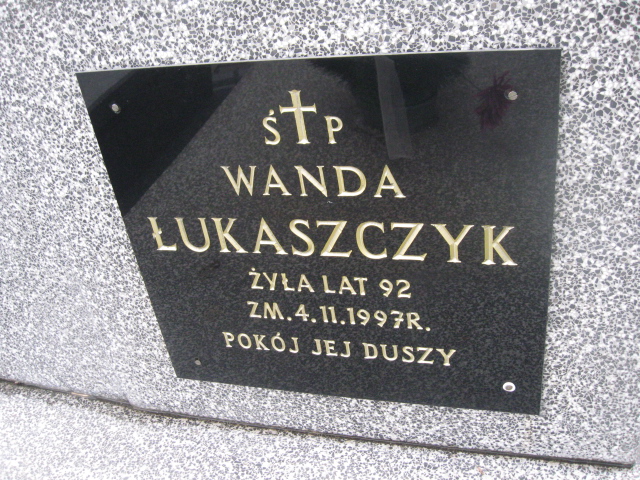 Ś✝P
WANDA
ŁUKASZCZYK
ŻYŁA LAT 92
ZM. 4.11.1997R.
POKÓJ JEJ DUSZY